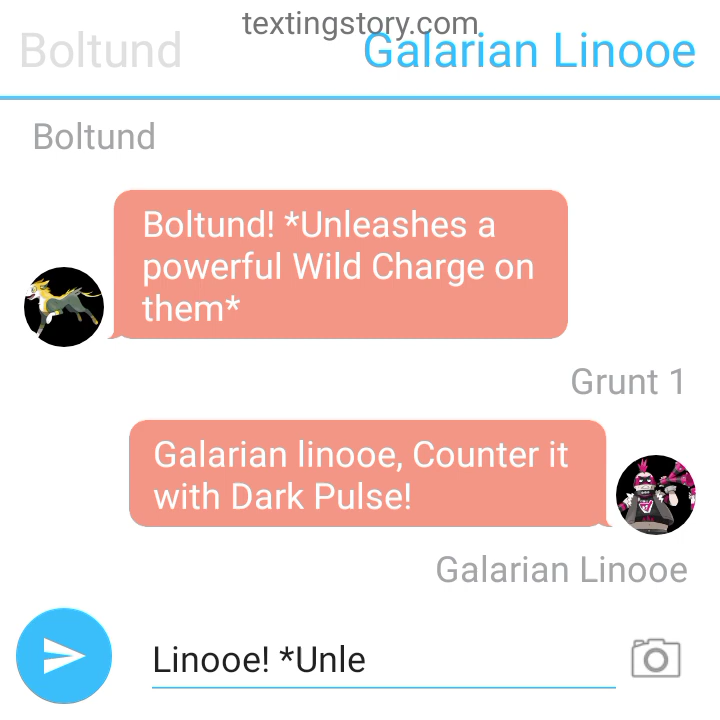 textingstory.com
Boltund Galarian Linooe
Boltund
Boltund! *Unleashes a
powerful Wild Charge on
them*
Grunt 1
Galarian linooe, Counter it
with Dark Pulse!
Galarian Linooe
Linooe! *Unle